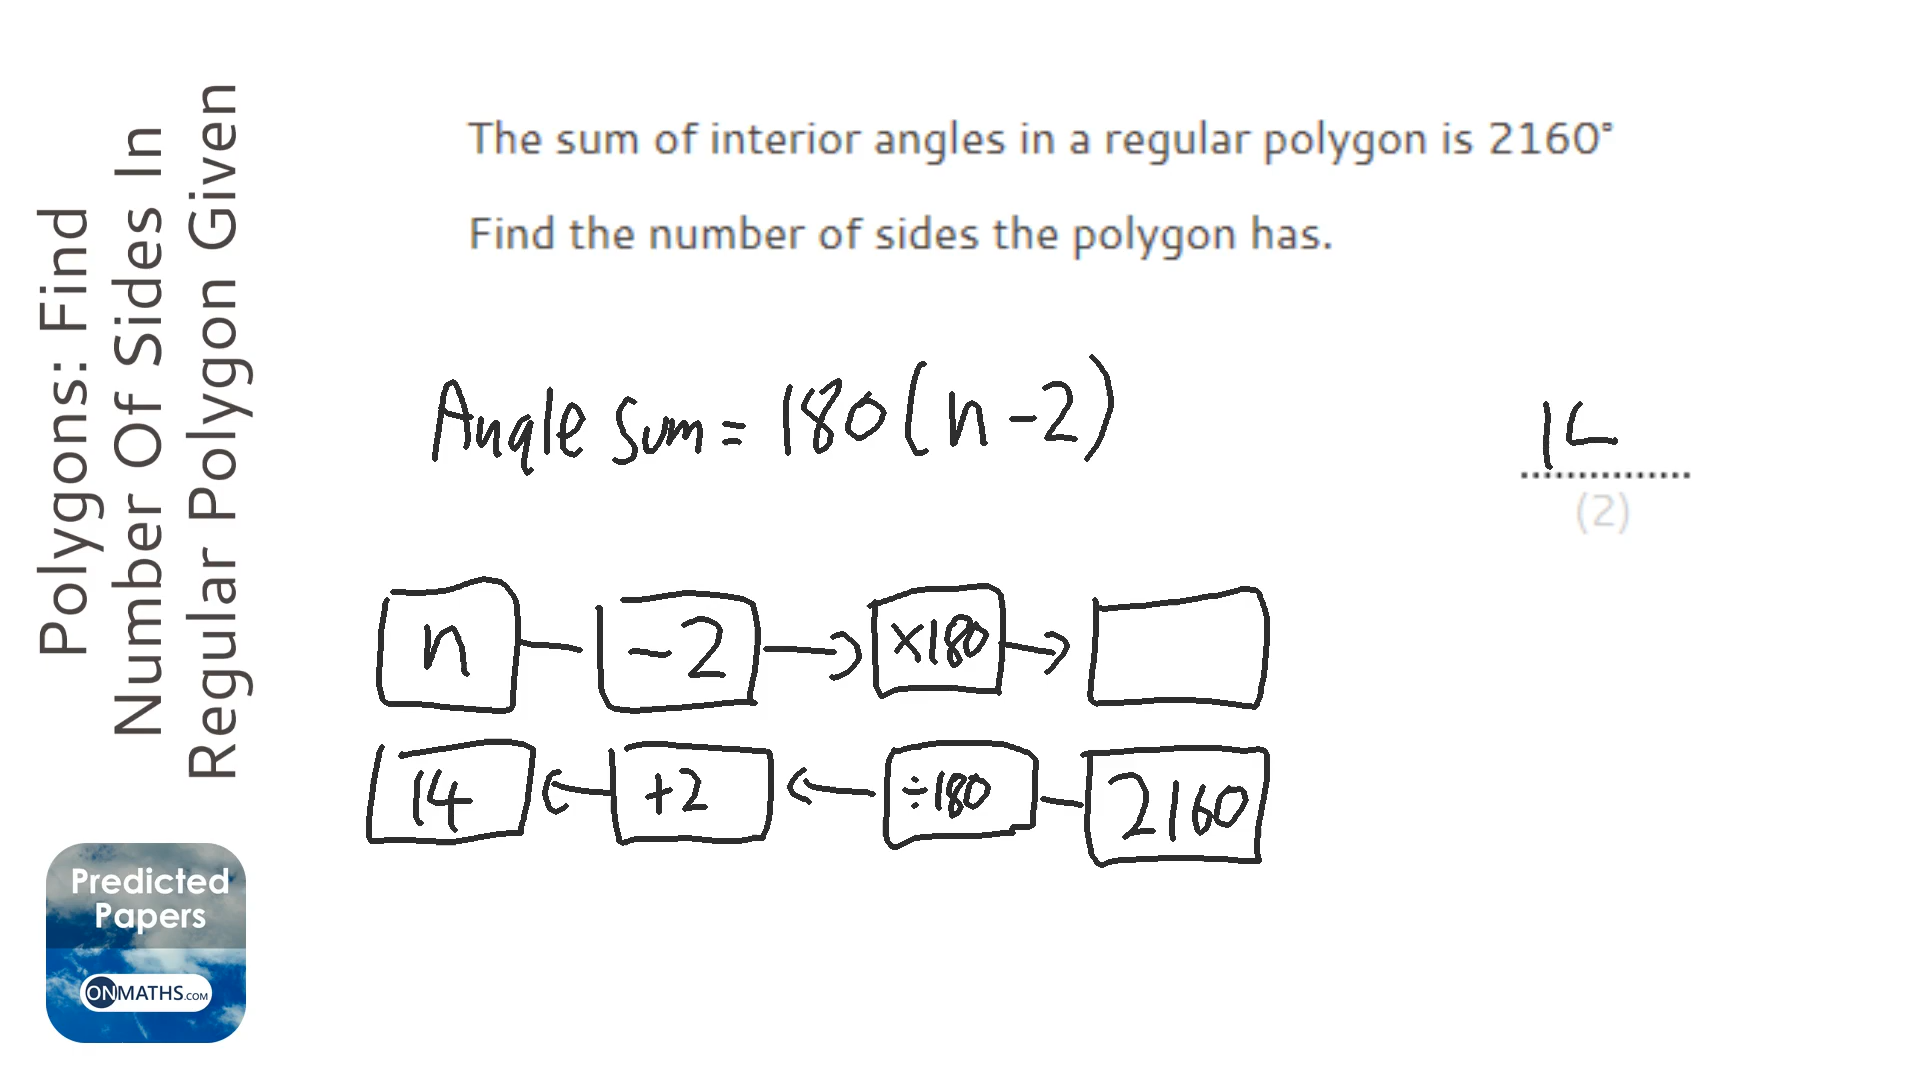 Polygons: Find
Number Of Sides In
Regular Polygon Given
The sum of interior angles in a regular polygon is 2160°
Find the number of sides the polygon has.
Angle sum = 180(n-2)
(2)
n -2 ×180
14 +2 ÷180 2160
Predicted
Papers
ONMATHS.COM